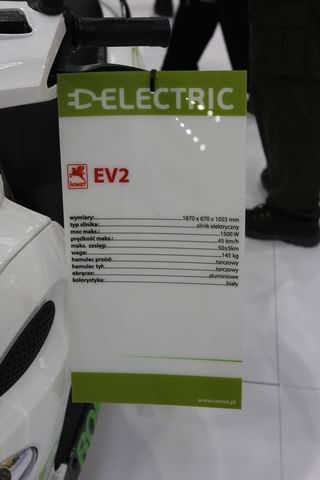 ELECTRIC
ROMET
EV2
wymiary: 1870 x 670 x 1055 mm
typ silnika: silnik elektryczny
moc maks.: 1500 W
prędkość maks.: 45 km/h
maks. zasięg: 50±5km
waga: 145 kg
hamulec przód: tarczowy
hamulec tył: tarczowy
obręcze: aluminiowe
kolorystyka: biały
www.romet.pl